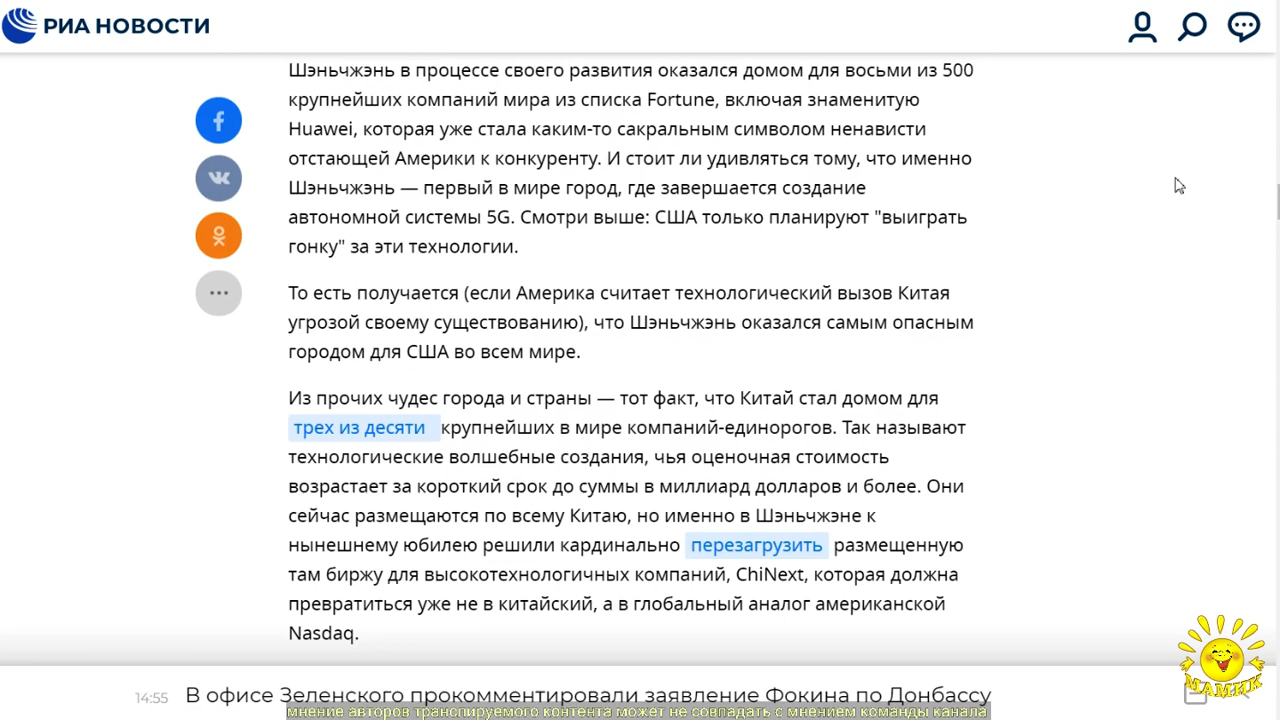 РИА НОВОСТИ
Шэньчжэнь в процессе своего развития оказался домом для восьми из 500
крупнейших компаний мира из списка Fortune, включая знаменитую
Huawei, которая уже стала каким-то сакральным символом ненависти
отстающей Америки к конкуренту. И стоит ли удивляться тому, что именно
Шэньчжэнь — первый в мире город, где завершается создание
автономной системы 5G. Смотри выше: США только планируют "выиграть
гонку" за эти технологии.
То есть получается (если Америка считает технологический вызов Китая
угрозой своему существованию), что Шэньчжэнь оказался самым опасным
городом для США во всем мире.
Из прочих чудес города и страны — тот факт, что Китай стал домом для
трех из десяти крупнейших в мире компаний-единорогов. Так называют
технологические волшебные создания, чья оценочная стоимость
возрастает за короткий срок до суммы в миллиард долларов и более. Они
сейчас размещаются по всему Китаю, но именно в Шэньчжэне к
нынешнему юбилею решили кардинально перезагрузить размещенную
там биржу для высокотехнологичных компаний, ChiNext, которая должна
превратиться уже не в китайский, а в глобальный аналог американской
Nasdaq.
14:55 В офисе Зеленского прокомментировали заявление Фокина по Донбассу
мнение авторов транслируемого контента может не совпадать с мнением команды канала
МАМИК